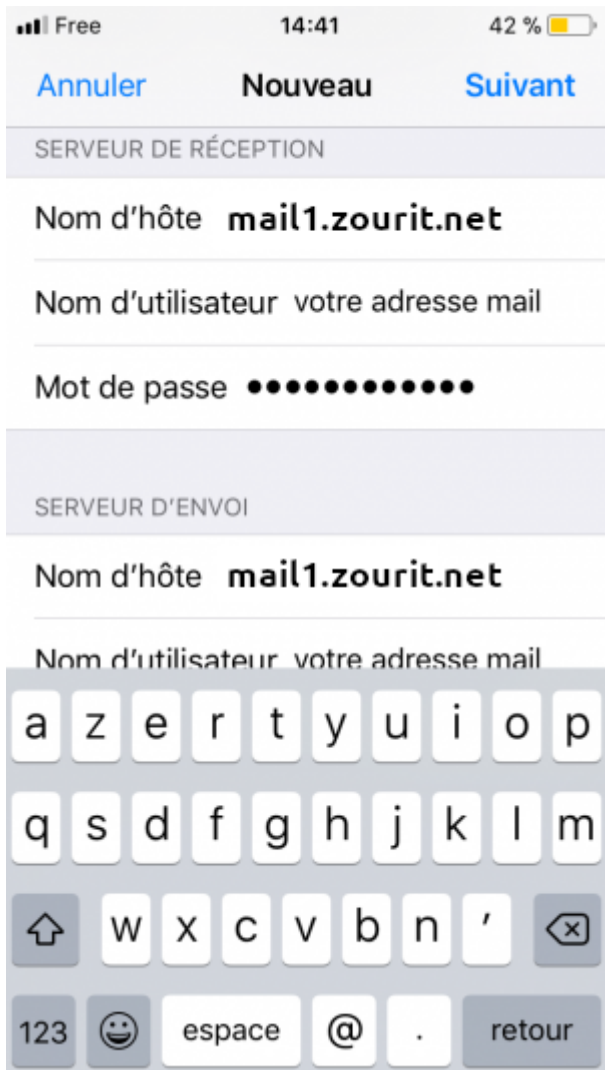 Free 14:41 42 %
Annuler Nouveau Suivant
SERVEUR DE RÉCEPTION
Nom d’hôte mail1.zourit.net
Nom d’utilisateur votre adresse mail
Mot de passe ●●●●●●●●●●●●
SERVEUR D’ENVOI
Nom d’hôte mail1.zourit.net
Nom d’utilisateur votre adresse mail
a z e r t y u i o p
q s d f g h j k l m
w x c v b n ’
123 espace @ . retour